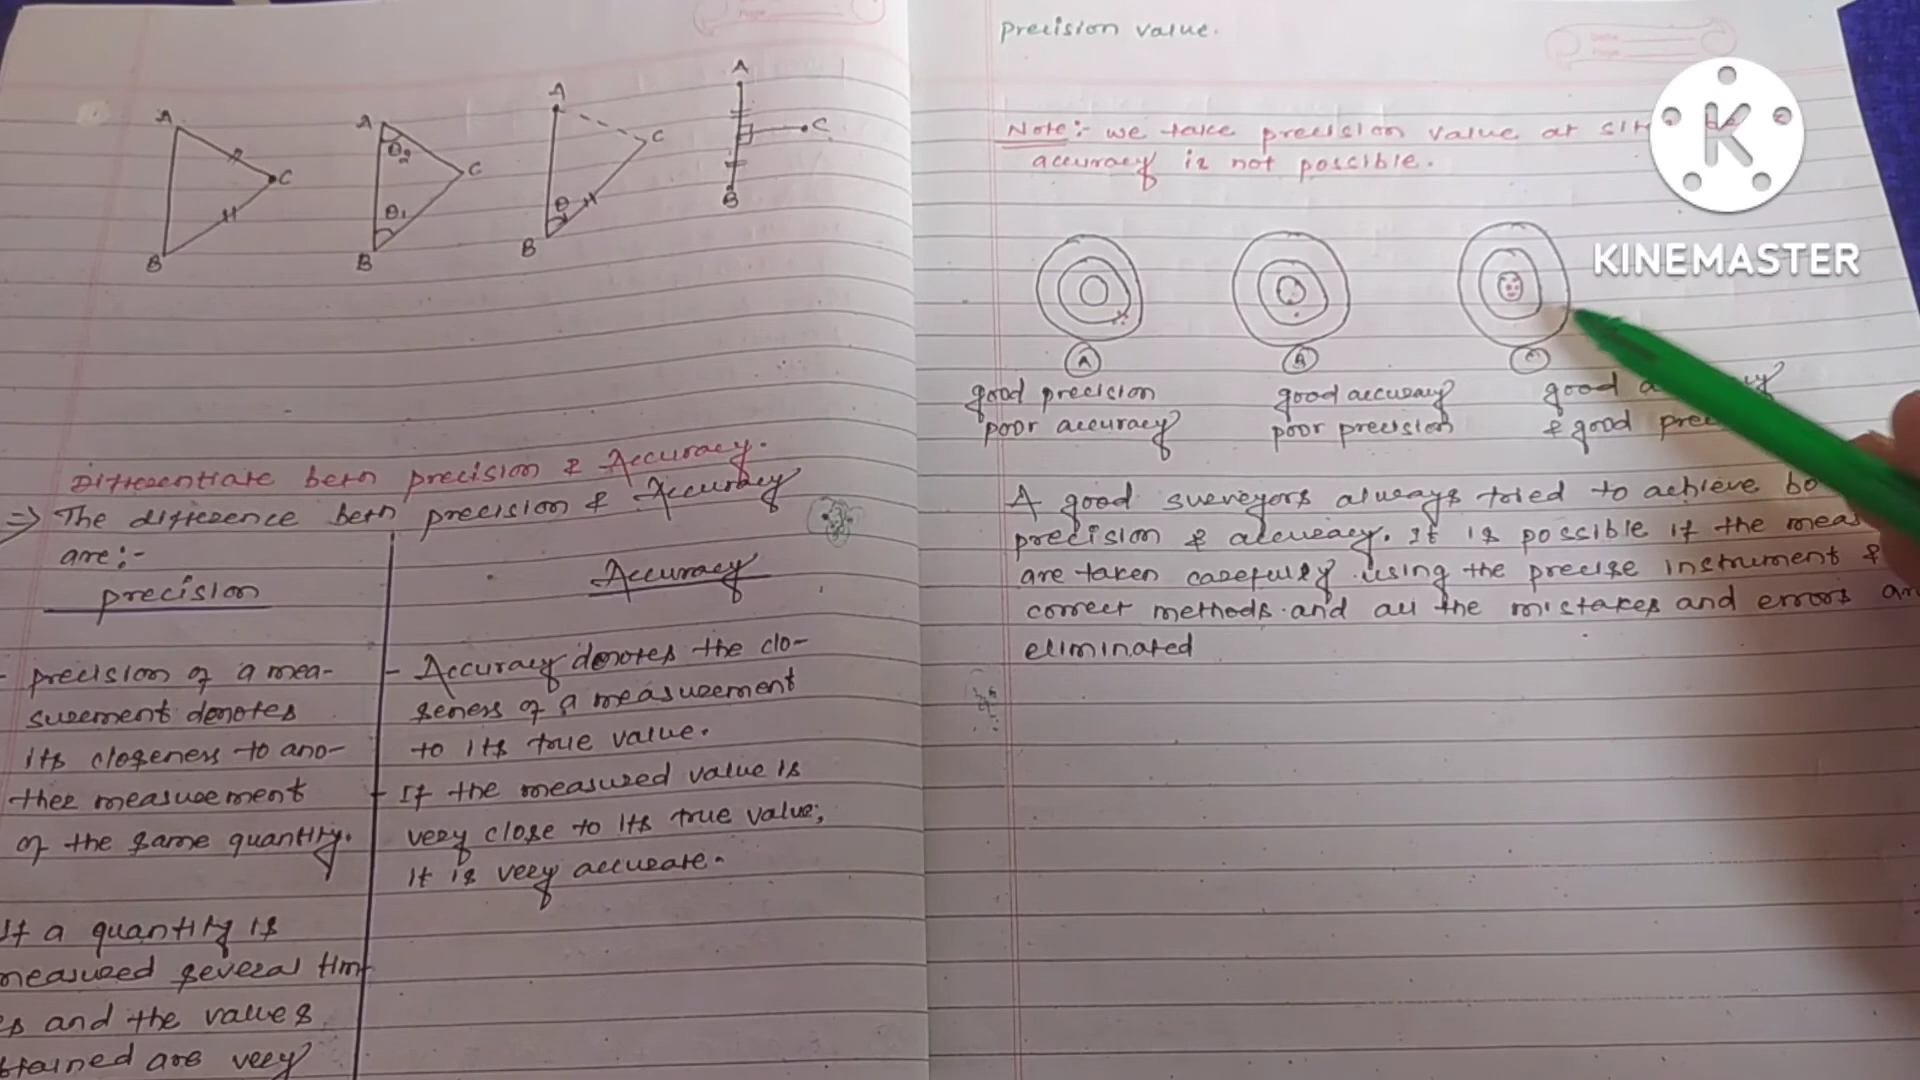 A
C
B
A
θ2
C
θ1
B
A
C
θ
B
A
C
B
Differentiate betn precision & Accuracy.
⇒ The difference betn precision & Accuracy
are:-
precision
- precision of a mea-
surement denotes
its closeness to ano-
ther measurement
of the same quantity.
If a quantity is
measured several tim
es and the values
btained are very
Accuracy
- Accuracy denotes the clo-
seness of a measurement
to its true value.
- If the measured value is
very close to its true value;
it is very accurate.
precision value.
Note:- we take precision value at
accuracy is not possible.
K
KINEMASTER
A
good precision
poor accuracy
B
good accuracy
poor precision
C
good
& good
A good surveyors always tried to achieve
precision & accuracy. It is possible if the
are taken carefully using the precise instrument &
correct methods and all the mistakes and errors
eliminated